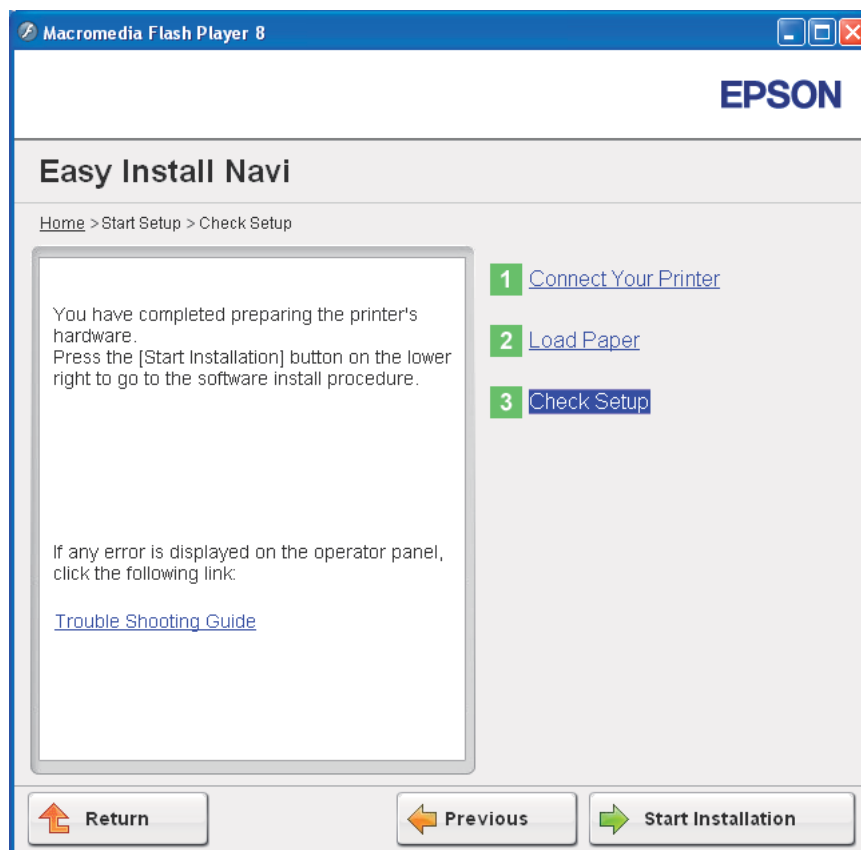 Macromedia Flash Player 8
EPSON
Easy Install Navi
Home > Start Setup > Check Setup
You have completed preparing the printer's
hardware.
Press the [Start Installation] button on the lower
right to go to the software install procedure.
If any error is displayed on the operator panel,
click the following link:
Trouble Shooting Guide
1 Connect Your Printer
2 Load Paper
3 Check Setup
Return
Previous
Start Installation